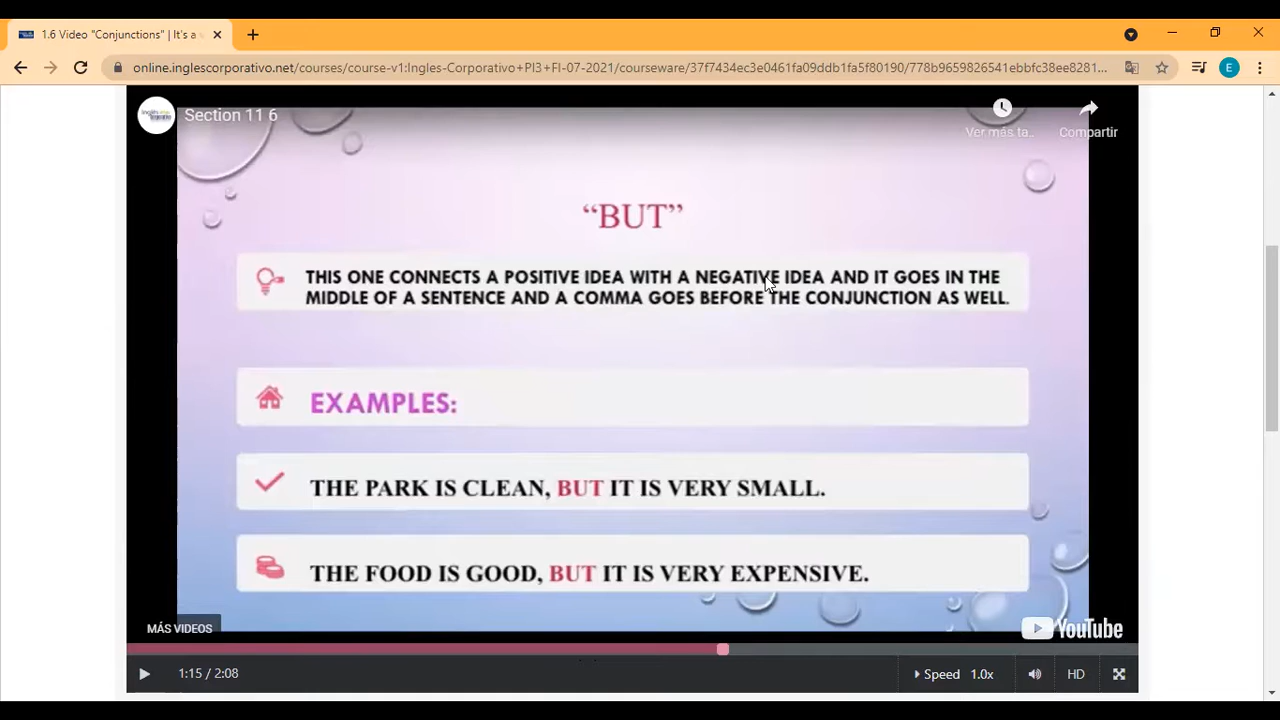 1.6 Video "Conjunctions" | It's a
online.inglescorporativo.net/courses/course-v1:Ingles-Corporativo+PI3+FI-07-2021/courseware/37f7434ec3e0461fa09ddb1fa5f80190/778b9659826541ebbfc38ee8281...
E
Section 11 6
Ver más ta...
Compartir
“BUT”
THIS ONE CONNECTS A POSITIVE IDEA WITH A NEGATIVE IDEA AND IT GOES IN THE
MIDDLE OF A SENTENCE AND A COMMA GOES BEFORE THE CONJUNCTION AS WELL.
EXAMPLES:
THE PARK IS CLEAN, BUT IT IS VERY SMALL.
THE FOOD IS GOOD, BUT IT IS VERY EXPENSIVE.
MÁS VIDEOS
YouTube
1:15 / 2:08
Speed 1.0x
HD